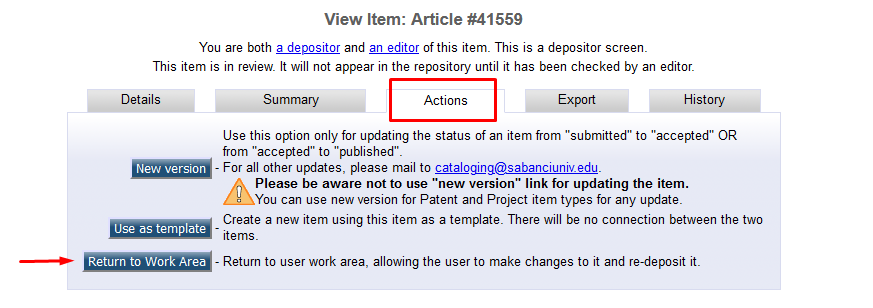 View Item: Article #41559
You are both a depositor and an editor of this item. This is a depositor screen.
This item is in review. It will not appear in the repository until it has been checked by an editor.
Details Summary Actions Export History
Use this option only for updating the status of an item from "submitted" to "accepted" OR
from "accepted" to "published".
New version - For all other updates, please mail to cataloging@sabanciuniv.edu.
Please be aware not to use "new version" link for updating the item.
You can use new version for Patent and Project item types for any update.
Use as template - Create a new item using this item as a template. There will be no connection between the two
items.
Return to Work Area - Return to user work area, allowing the user to make changes to it and re-deposit it.